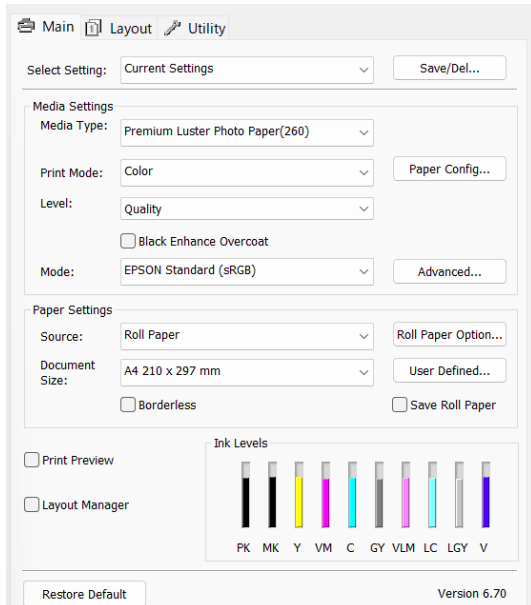 Main Layout Utility
Select Setting: Current Settings Save/Del...
Media Settings
Media Type: Premium Luster Photo Paper(260)
Print Mode: Color Paper Config...
Level: Quality
Black Enhance Overcoat
Mode: EPSON Standard (sRGB) Advanced...
Paper Settings
Source: Roll Paper Roll Paper Option...
Document
Size: A4 210 x 297 mm User Defined...
Borderless Save Roll Paper
Print Preview
Layout Manager
Ink Levels
PK MK Y VM C GY VLM LC LGY V
Restore Default Version 6.70